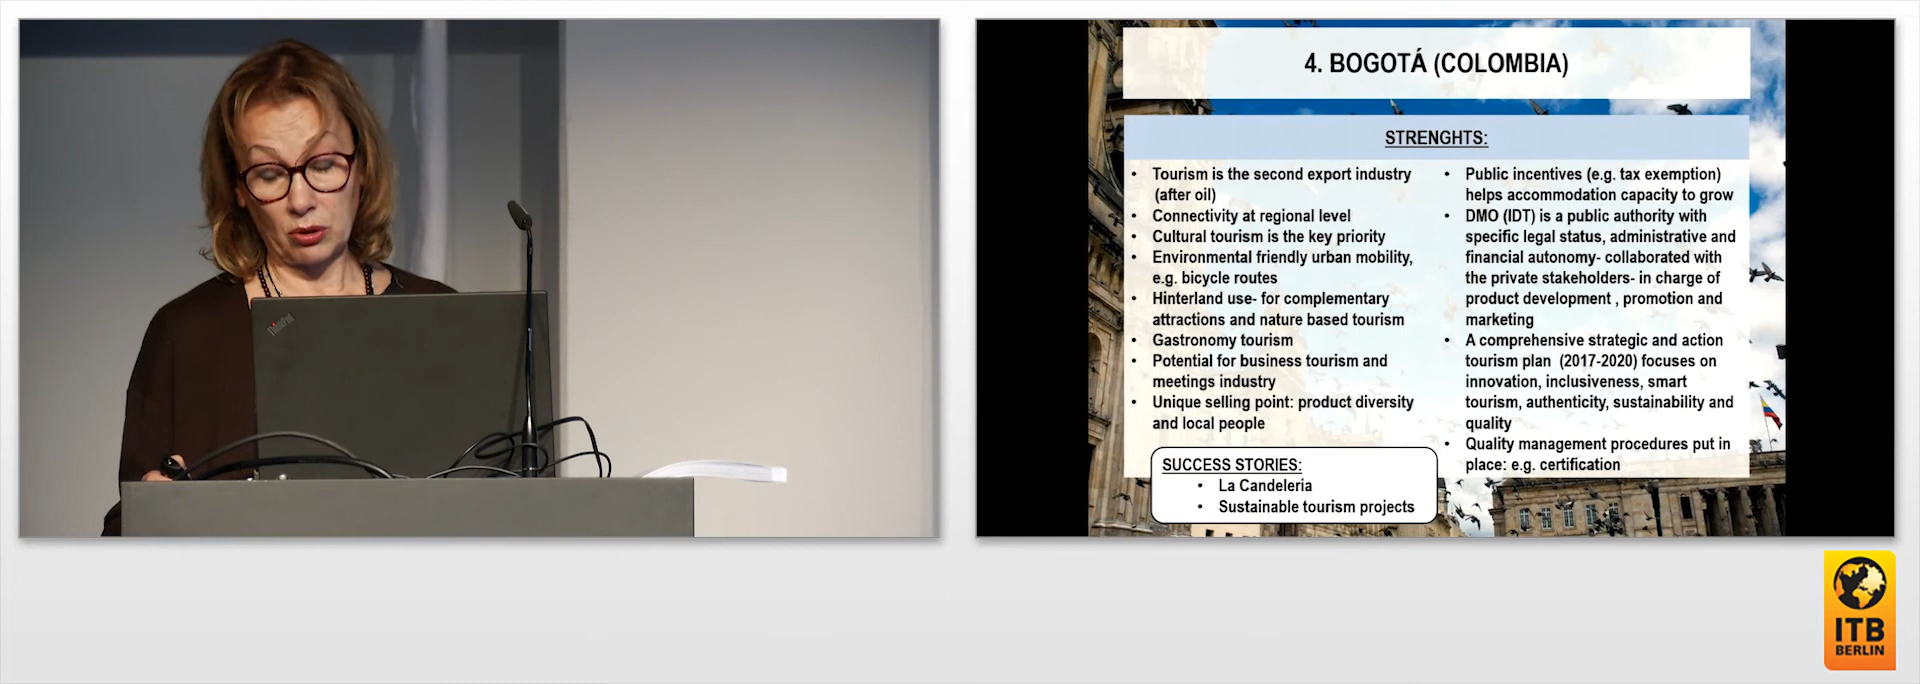 ThinkPad
4. BOGOTÁ (COLOMBIA)
STRENGHTS:
• Tourism is the second export industry
(after oil)
• Connectivity at regional level
• Cultural tourism is the key priority
• Environmental friendly urban mobility,
e.g. bicycle routes
• Hinterland use- for complementary
attractions and nature based tourism
• Gastronomy tourism
• Potential for business tourism and
meetings industry
• Unique selling point: product diversity
and local people
• Public incentives (e.g. tax exemption)
helps accommodation capacity to grow
• DMO (IDT) is a public authority with
specific legal status, administrative and
financial autonomy- collaborated with
the private stakeholders- in charge of
product development , promotion and
marketing
• A comprehensive strategic and action
tourism plan (2017-2020) focuses on
innovation, inclusiveness, smart
tourism, authenticity, sustainability and
quality
• Quality management procedures put in
place: e.g. certification
SUCCESS STORIES:
• La Candeleria
• Sustainable tourism projects
ITB
BERLIN